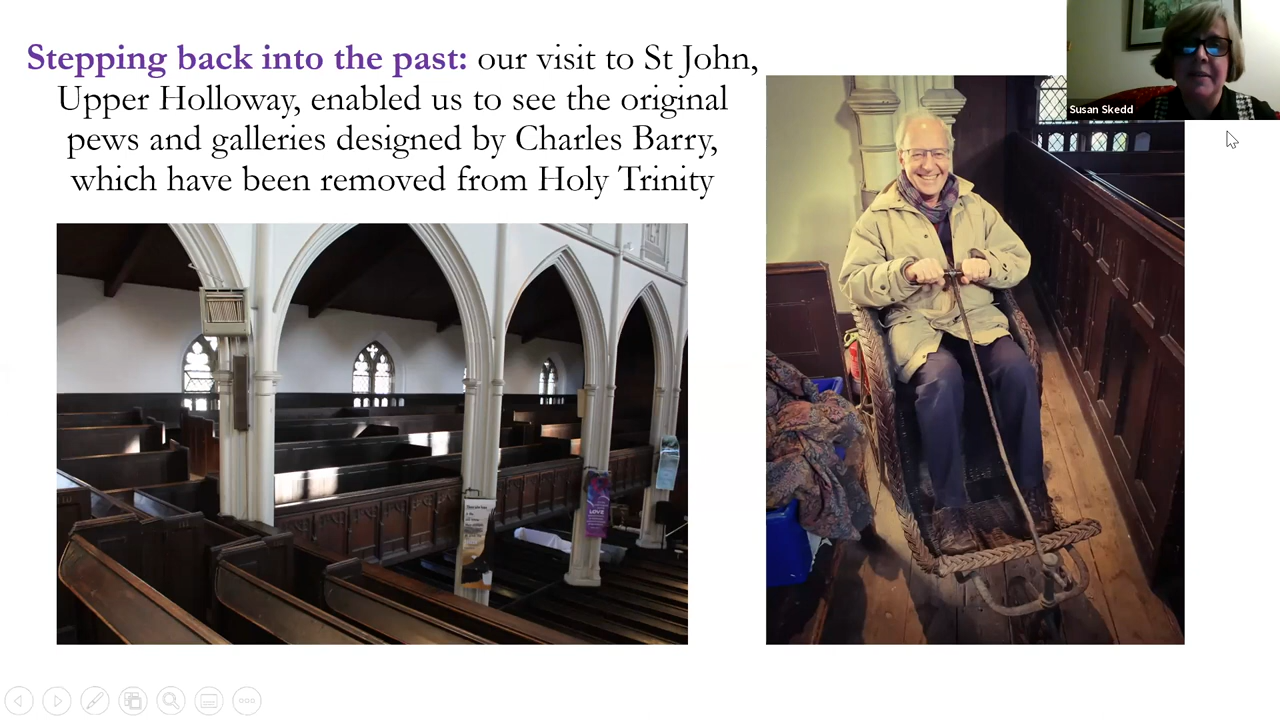 Stepping back into the past: our visit to St John,
Upper Holloway, enabled us to see the original
pews and galleries designed by Charles Barry,
which have been removed from Holy Trinity
Susan Skedd
LOVE